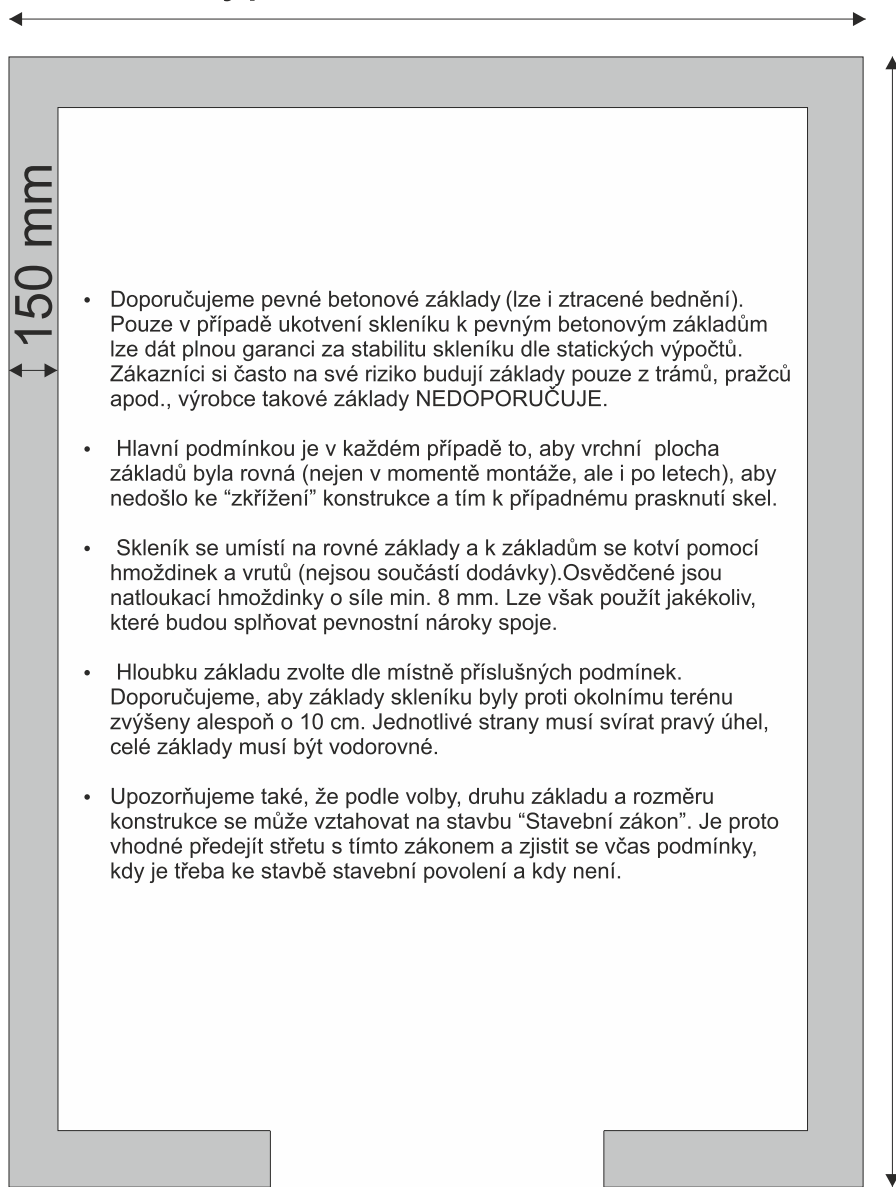 150 mm
• Doporučujeme pevné betonové základy (lze i ztracené bednění).
Pouze v případě ukotvení skleníku k pevným betonovým základům
lze dát plnou garanci za stabilitu skleníku dle statických výpočtů.
Zákazníci si často na své riziko budují základy pouze z trámů, pražců
apod., výrobce takové základy NEDOPORUČUJE.
• Hlavní podmínkou je v každém případě to, aby vrchní plocha
základů byla rovná (nejen v momentě montáže, ale i po letech), aby
nedošlo ke “zkřížení” konstrukce a tím k případnému prasknutí skel.
• Skleník se umístí na rovné základy a k základům se kotví pomocí
hmoždinek a vrutů (nejsou součástí dodávky).Osvědčené jsou
natloukací hmoždinky o síle min. 8 mm. Lze však použít jakékoliv,
které budou splňovat pevnostní nároky spoje.
• Hloubku základu zvolte dle místně příslušných podmínek.
Doporučujeme, aby základy skleníku byly proti okolnímu terénu
zvýšeny alespoň o 10 cm. Jednotlivé strany musí svírat pravý úhel,
celé základy musí být vodorovné.
• Upozorňujeme také, že podle volby, druhu základu a rozměru
konstrukce se může vztahovat na stavbu “Stavební zákon”. Je proto
vhodné předejít střetu s tímto zákonem a zjistit se včas podmínky,
kdy je třeba ke stavbě stavební povolení a kdy není.